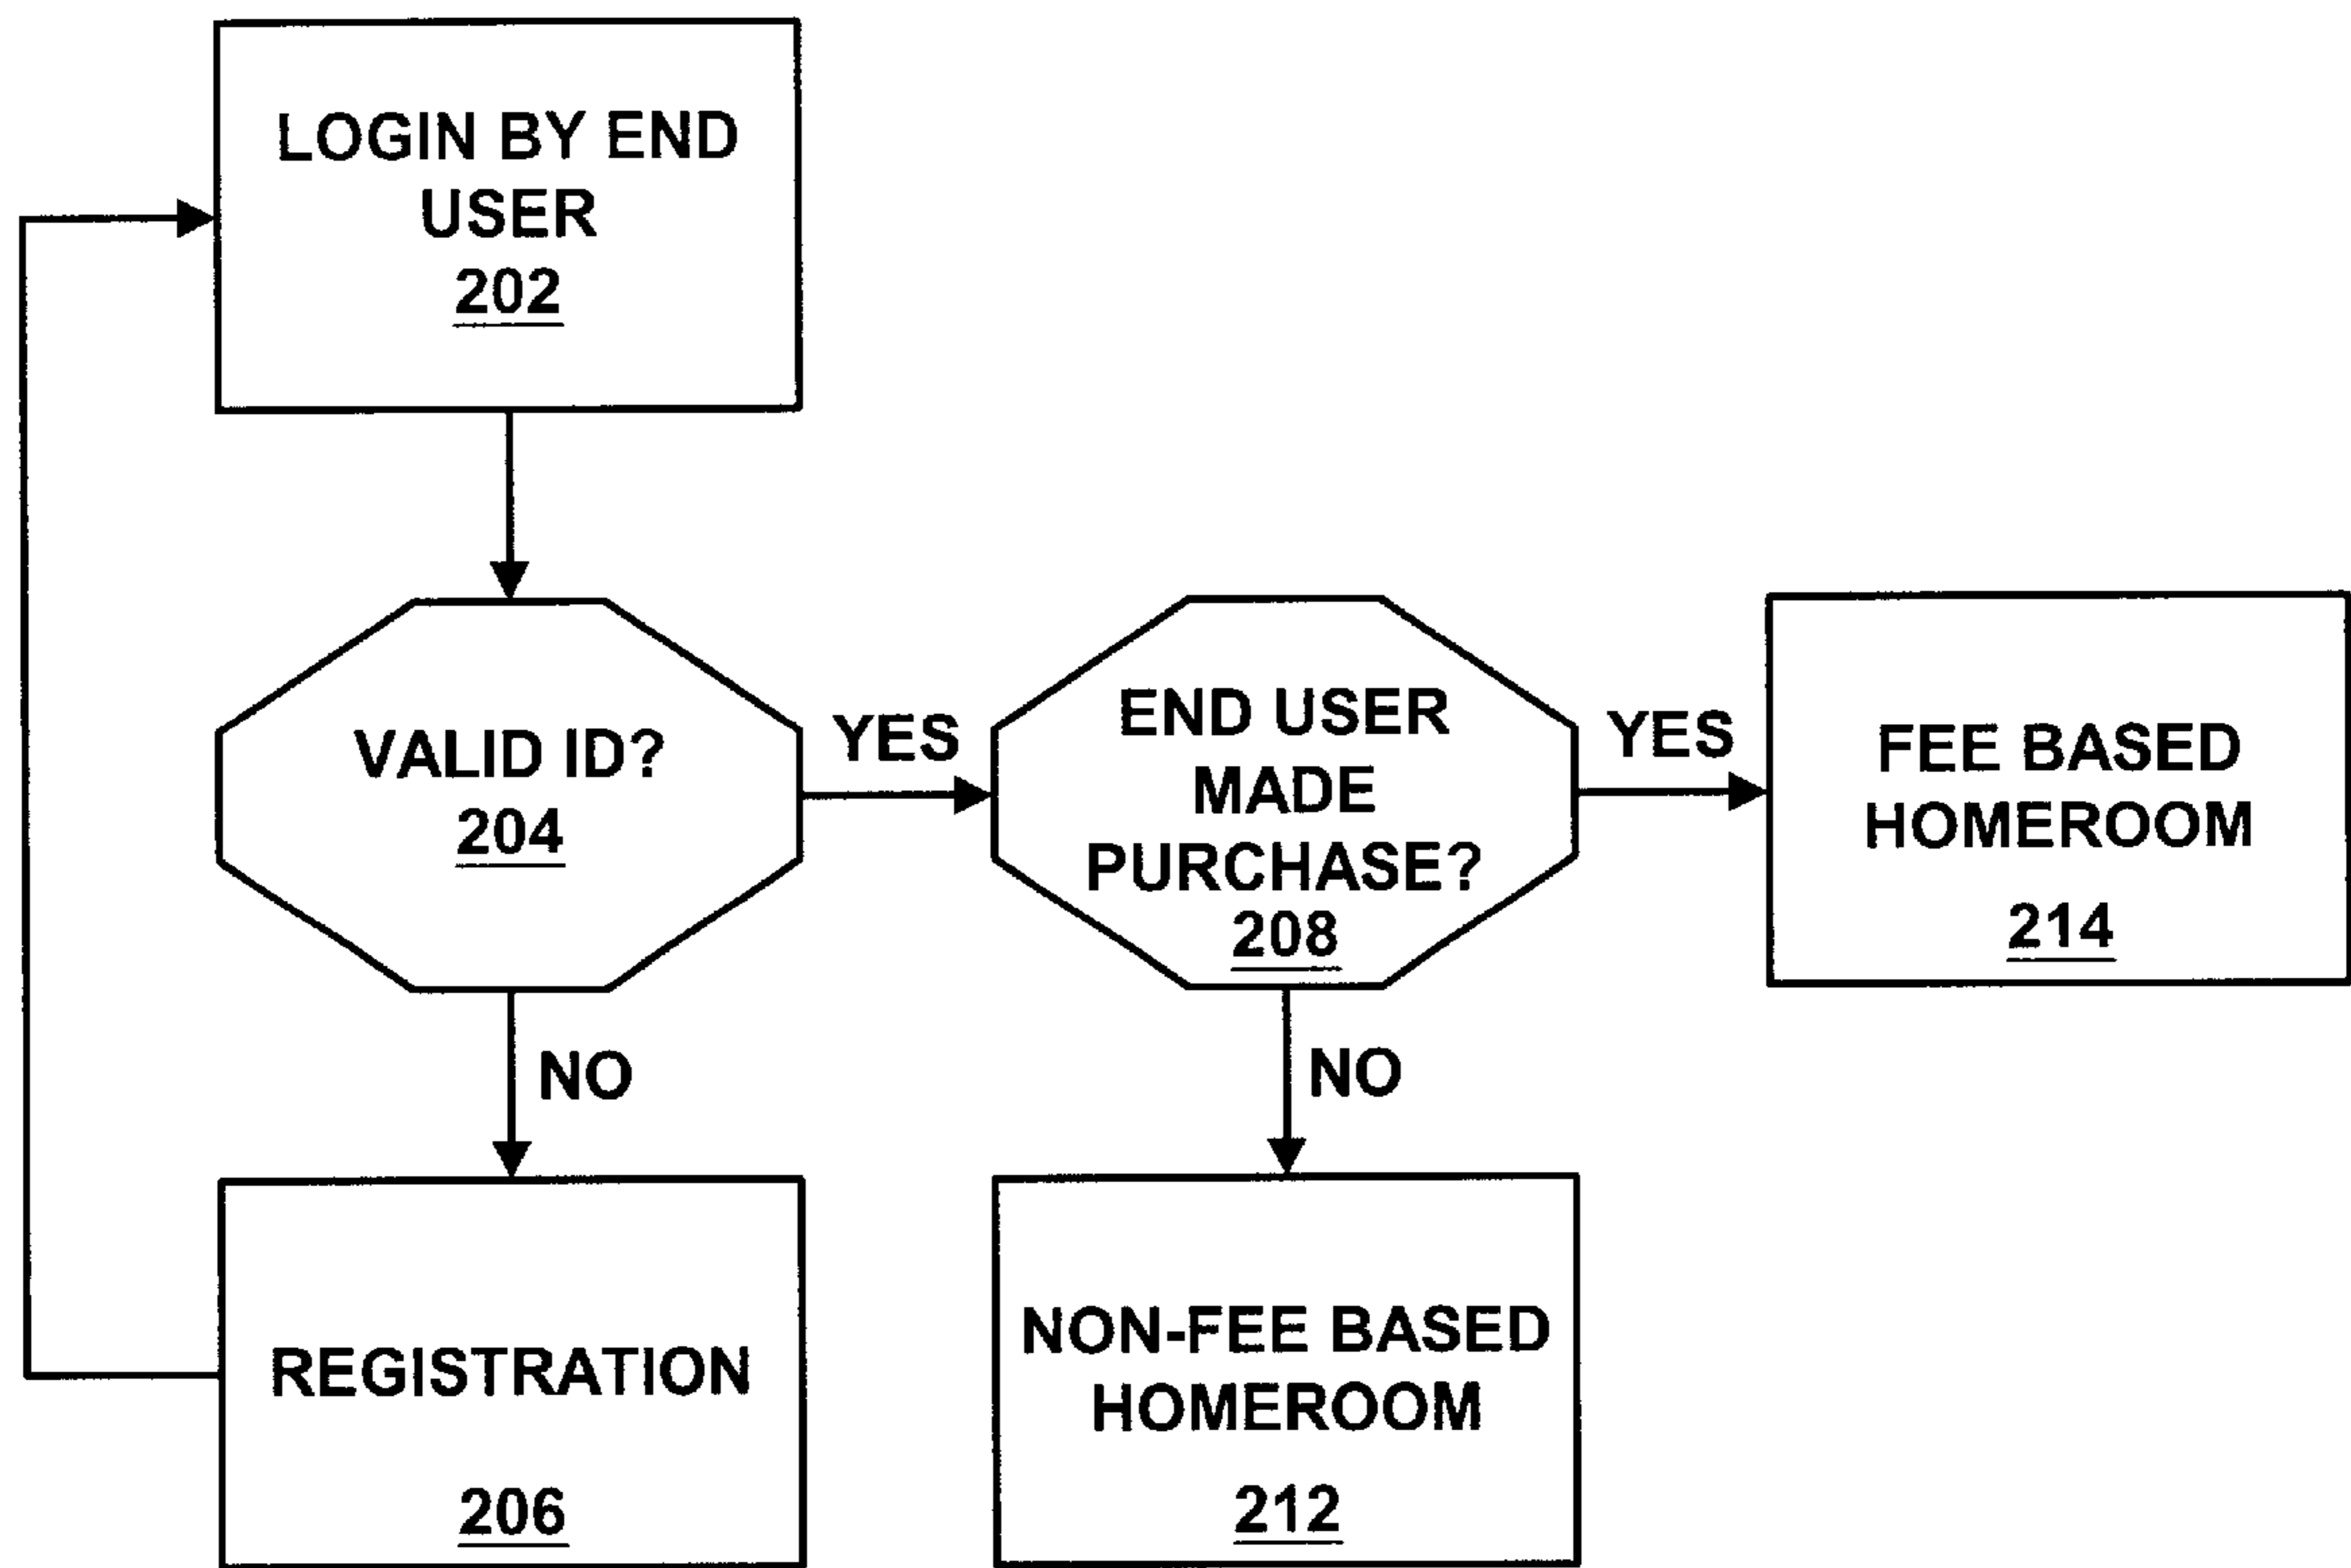 LOGIN BY END
USER
202
VALID ID?
204
YES
END USER
MADE
PURCHASE?
208
YES
FEE BASED
HOMEROOM
214
NO
NO
REGISTRATION
206
NON-FEE BASED
HOMEROOM
212